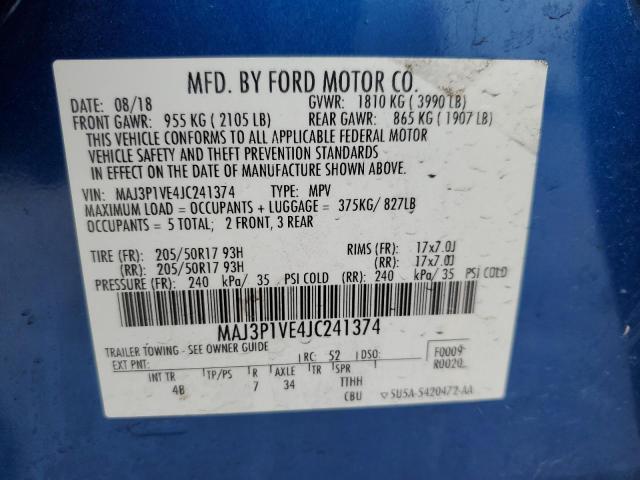 MFD. BY FORD MOTOR CO.
DATE: 08/18 GVWR: 1810 KG ( 3990 LB)
FRONT GAWR: 955 KG ( 2105 LB) REAR GAWR: 865 KG ( 1907 LB)
THIS VEHICLE CONFORMS TO ALL APPLICABLE FEDERAL MOTOR
VEHICLE SAFETY AND THEFT PREVENTION STANDARDS
IN EFFECT ON THE DATE OF MANUFACTURE SHOWN ABOVE.
VIN: MAJ3P1VE4JC241374 TYPE: MPV
MAXIMUM LOAD = OCCUPANTS + LUGGAGE = 375KG/ 827LB
OCCUPANTS = 5 TOTAL; 2 FRONT, 3 REAR
TIRE (FR): 205/50R17 93H RIMS (FR): 17x7.0J
(RR): 205/50R17 93H (RR): 17x7.0J
PRESSURE (FR): 240 kPa/ 35 PSI COLD (RR): 240 kPa/ 35 PSI COLD
MAJ3P1VE4JC241374
TRAILER TOWING - SEE OWNER GUIDE
EXT PNT: RC: 52 DSO: F0009
R0020
INT TR TP/PS R AXLE TR SPR
4B 7 34 TTHH
CBU 5U5A-S420472-AA